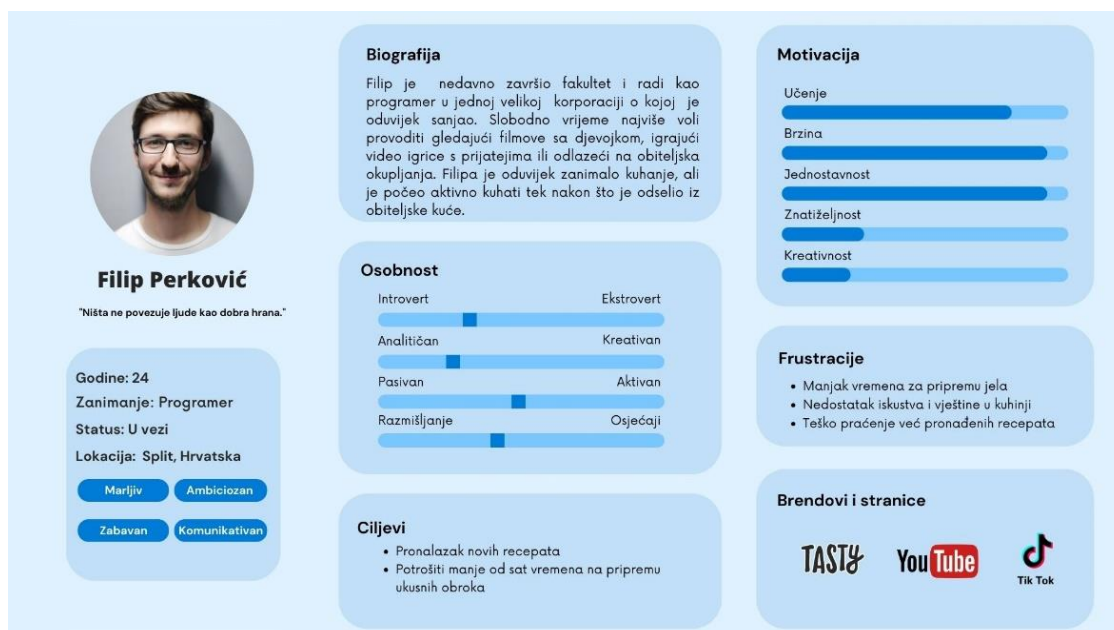 Filip Perković
"Ništa ne povezuje ljude kao dobra hrana."
Godine: 24
Zanimanje: Programer
Status: U vezi
Lokacija: Split, Hrvatska
Marljiv
Ambiciozan
Zabavan
Komunikativan
Biografija
Filip je nedavno završio fakultet i radi kao
programer u jednoj velikoj korporaciji o kojoj je
oduvijek sanjao. Slobodno vrijeme najviše voli
provoditi gledajući filmove sa djevojkom, igrajući
video igrice s prijatejima ili odlazeći na obiteljska
okupljanja. Filipa je oduvijek zanimalo kuhanje, ali
je počeo aktivno kuhati tek nakon što je odselio iz
obiteljske kuće.
Osobnost
Introvert Ekstrovert
Analitičan Kreativan
Pasivan Aktivan
Razmišljanje Osjećaji
Ciljevi
• Pronalazak novih recepata
• Potrošiti manje od sat vremena na pripremu
ukusnih obroka
Motivacija
Učenje
Brzina
Jednostavnost
Znatiželjnost
Kreativnost
Frustracije
• Manjak vremena za pripremu jela
• Nedostatak iskustva i vještine u kuhinji
• Teško praćenje već pronađenih recepata
Brendovi i stranice
TASTY
YouTube
Tik Tok